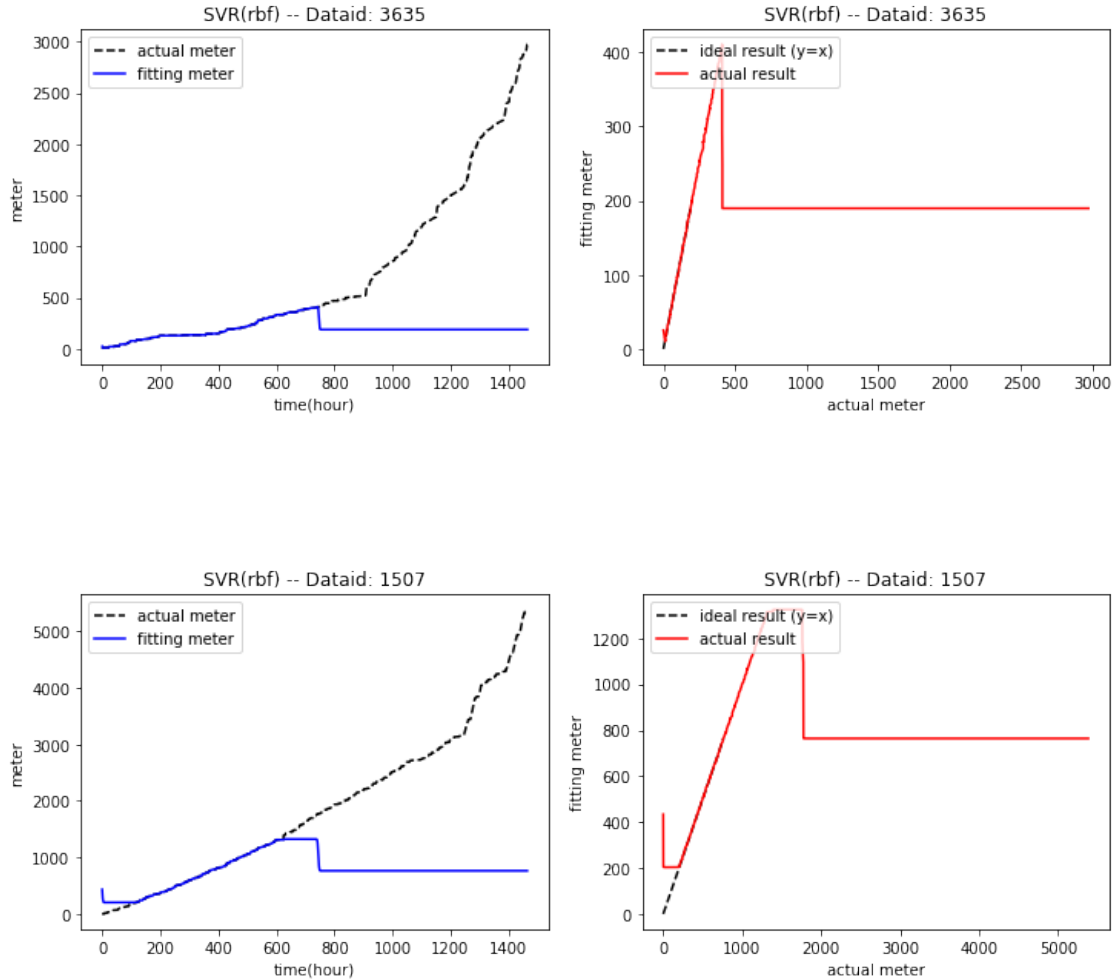 SVR(rbf) -- Dataid: 3635
actual meter
fitting meter
3000
2500
2000
1500
1000
500
0
meter
0 200 400 600 800 1000 1200 1400
time(hour)
SVR(rbf) -- Dataid: 3635
ideal result (y=x)
actual result
400
300
200
100
0
fitting meter
0 500 1000 1500 2000 2500 3000
actual meter
SVR(rbf) -- Dataid: 1507
actual meter
fitting meter
5000
4000
3000
2000
1000
0
meter
0 200 400 600 800 1000 1200 1400
time(hour)
SVR(rbf) -- Dataid: 1507
ideal result (y=x)
actual result
1200
1000
800
600
400
200
0
fitting meter
0 1000 2000 3000 4000 5000
actual meter